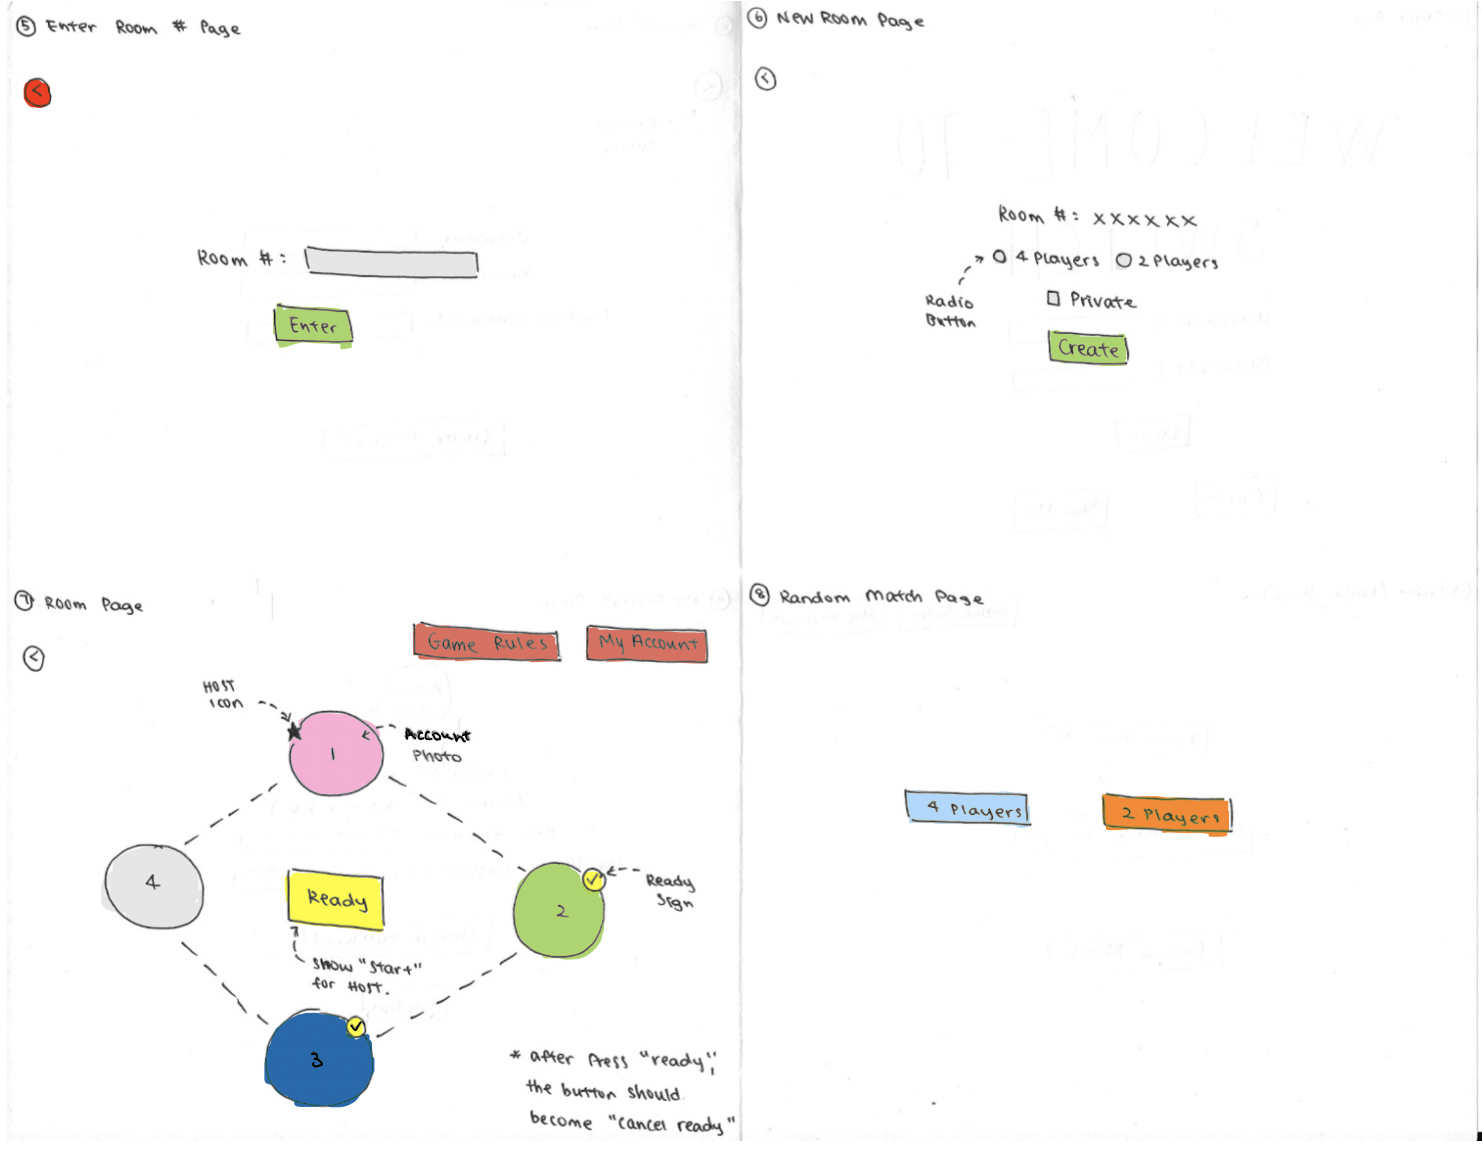 ⑤ Enter Room # Page
<
Room # :
Enter
⑥ New Room Page
<
Room # : x x x x x x
4 Players 2 Players
Radio
Button
Private
Create
⑦ Room Page
<
Game Rules
My Account
Host
icon
Account
Photo
1
4
Ready
2
Ready
Sign
show "Start"
for Host.
3
* after Press "ready",
the button should
become "cancel ready"
⑧ Random Match Page
4 Players
2 Players